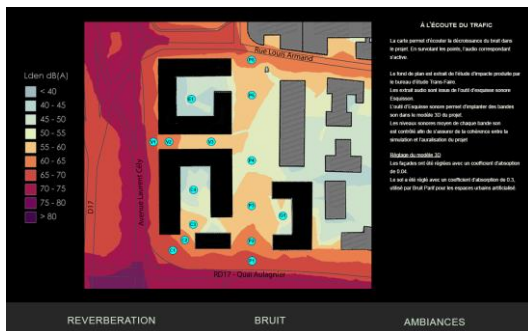 À L'ÉCOUTE DU TRAFIC
La carte permet d'écouter la décroissance du bruit dans
le projet. En survolant les points, l'audio correspondant
s'active.
Le fond de plan est extrait de l'étude d'impacte produite par
le bureau d'étude Trans-Faire.
Les extrait audio sont issus de l'outil d'esquisse sonore
Esquisson.
L'outil d'Esquisse sonore permet d'implanter des bandes
son dans le modèle 3D du projet.
Les niveaux sonores moyen de chaque bande-son
ont contrôlé afin de s'assurer de la cohérence entre la
simulation et l'auralisation du projet
Réglage du modèle 3D
Les façades ont été réglées avec un coefficient d'absorption
de 0.04.
Le sol a été réglé avec un coefficient d'absorption de 0.3,
utilisé par Bruit Parif pour les espaces urbains artificialisé.
Lden dB(A)
< 40
40 - 45
45 - 50
50 - 55
55 - 60
60 - 65
65 - 70
70 - 75
75 - 80
> 80
Rue Louis Armand
Avenue Laurent Cély
D17
RD17 - Quai Aulagnier
REVERBERATION
BRUIT
AMBIANCES